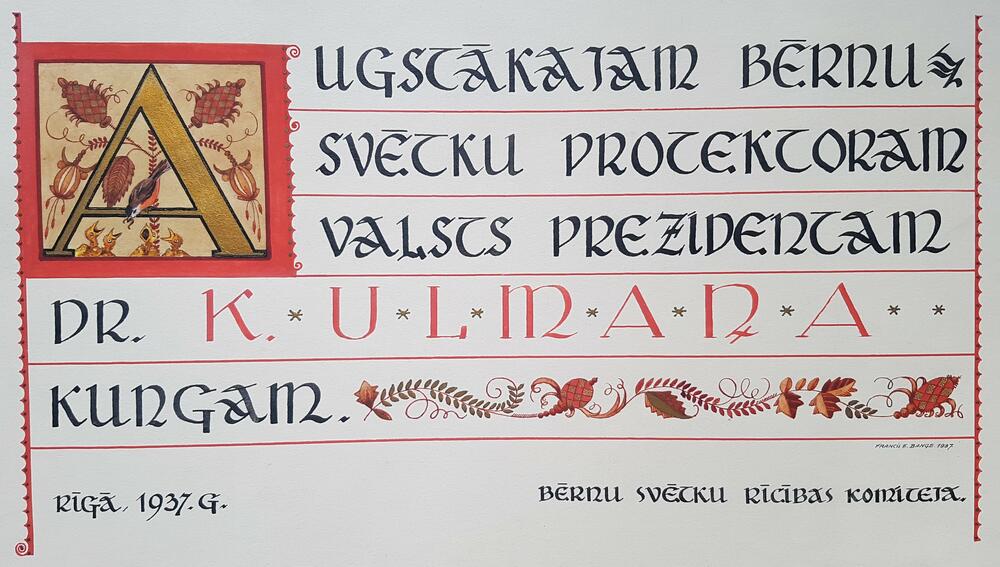 AUGSTĀKAJAM BĒRNU
SVĒTKU PROTEKTORAM
VALSTS PREZIDENTAM
DR. K. * U * L * M * A * Ņ * A * *
KUNGAM.
FRANCIS E. BANGE. 1937.
RĪGĀ, 1937. G.
BĒRNU SVĒTKU RĪCĪBAS KOMITEJA.